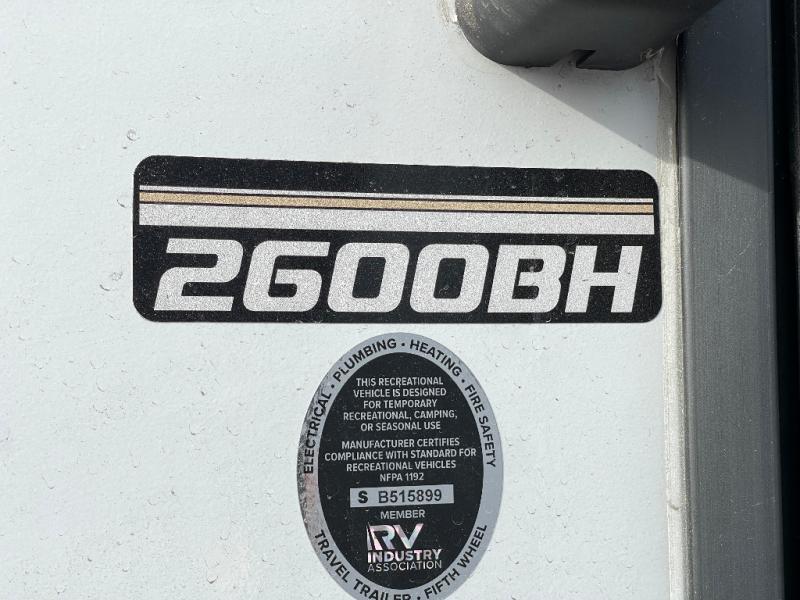 2600BH
ELECTRICAL • PLUMBING • HEATING • FIRE SAFETY
THIS RECREATIONAL
VEHICLE IS DESIGNED
FOR TEMPORARY
RECREATIONAL, CAMPING,
OR SEASONAL USE
MANUFACTURER CERTIFIES
COMPLIANCE WITH STANDARD FOR
RECREATIONAL VEHICLES
NFPA 1192
S B515899
MEMBER
RV
INDUSTRY
ASSOCIATION
TRAVEL TRAILER • FIFTH WHEEL